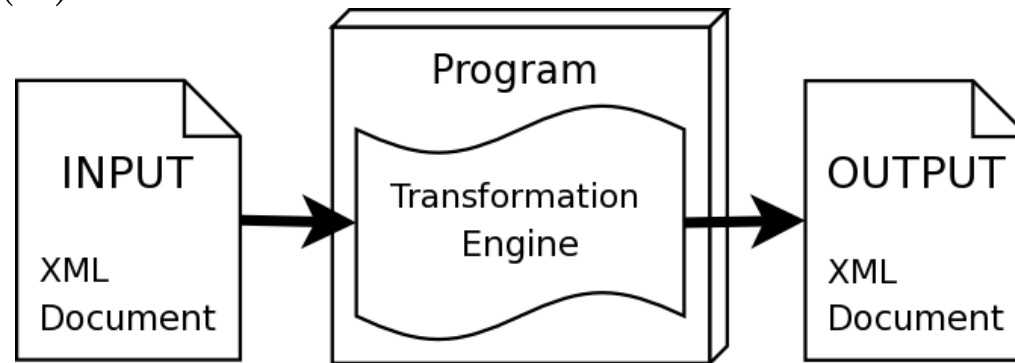 Program
INPUT
XML
Document
Transformation
Engine
OUTPUT
XML
Document